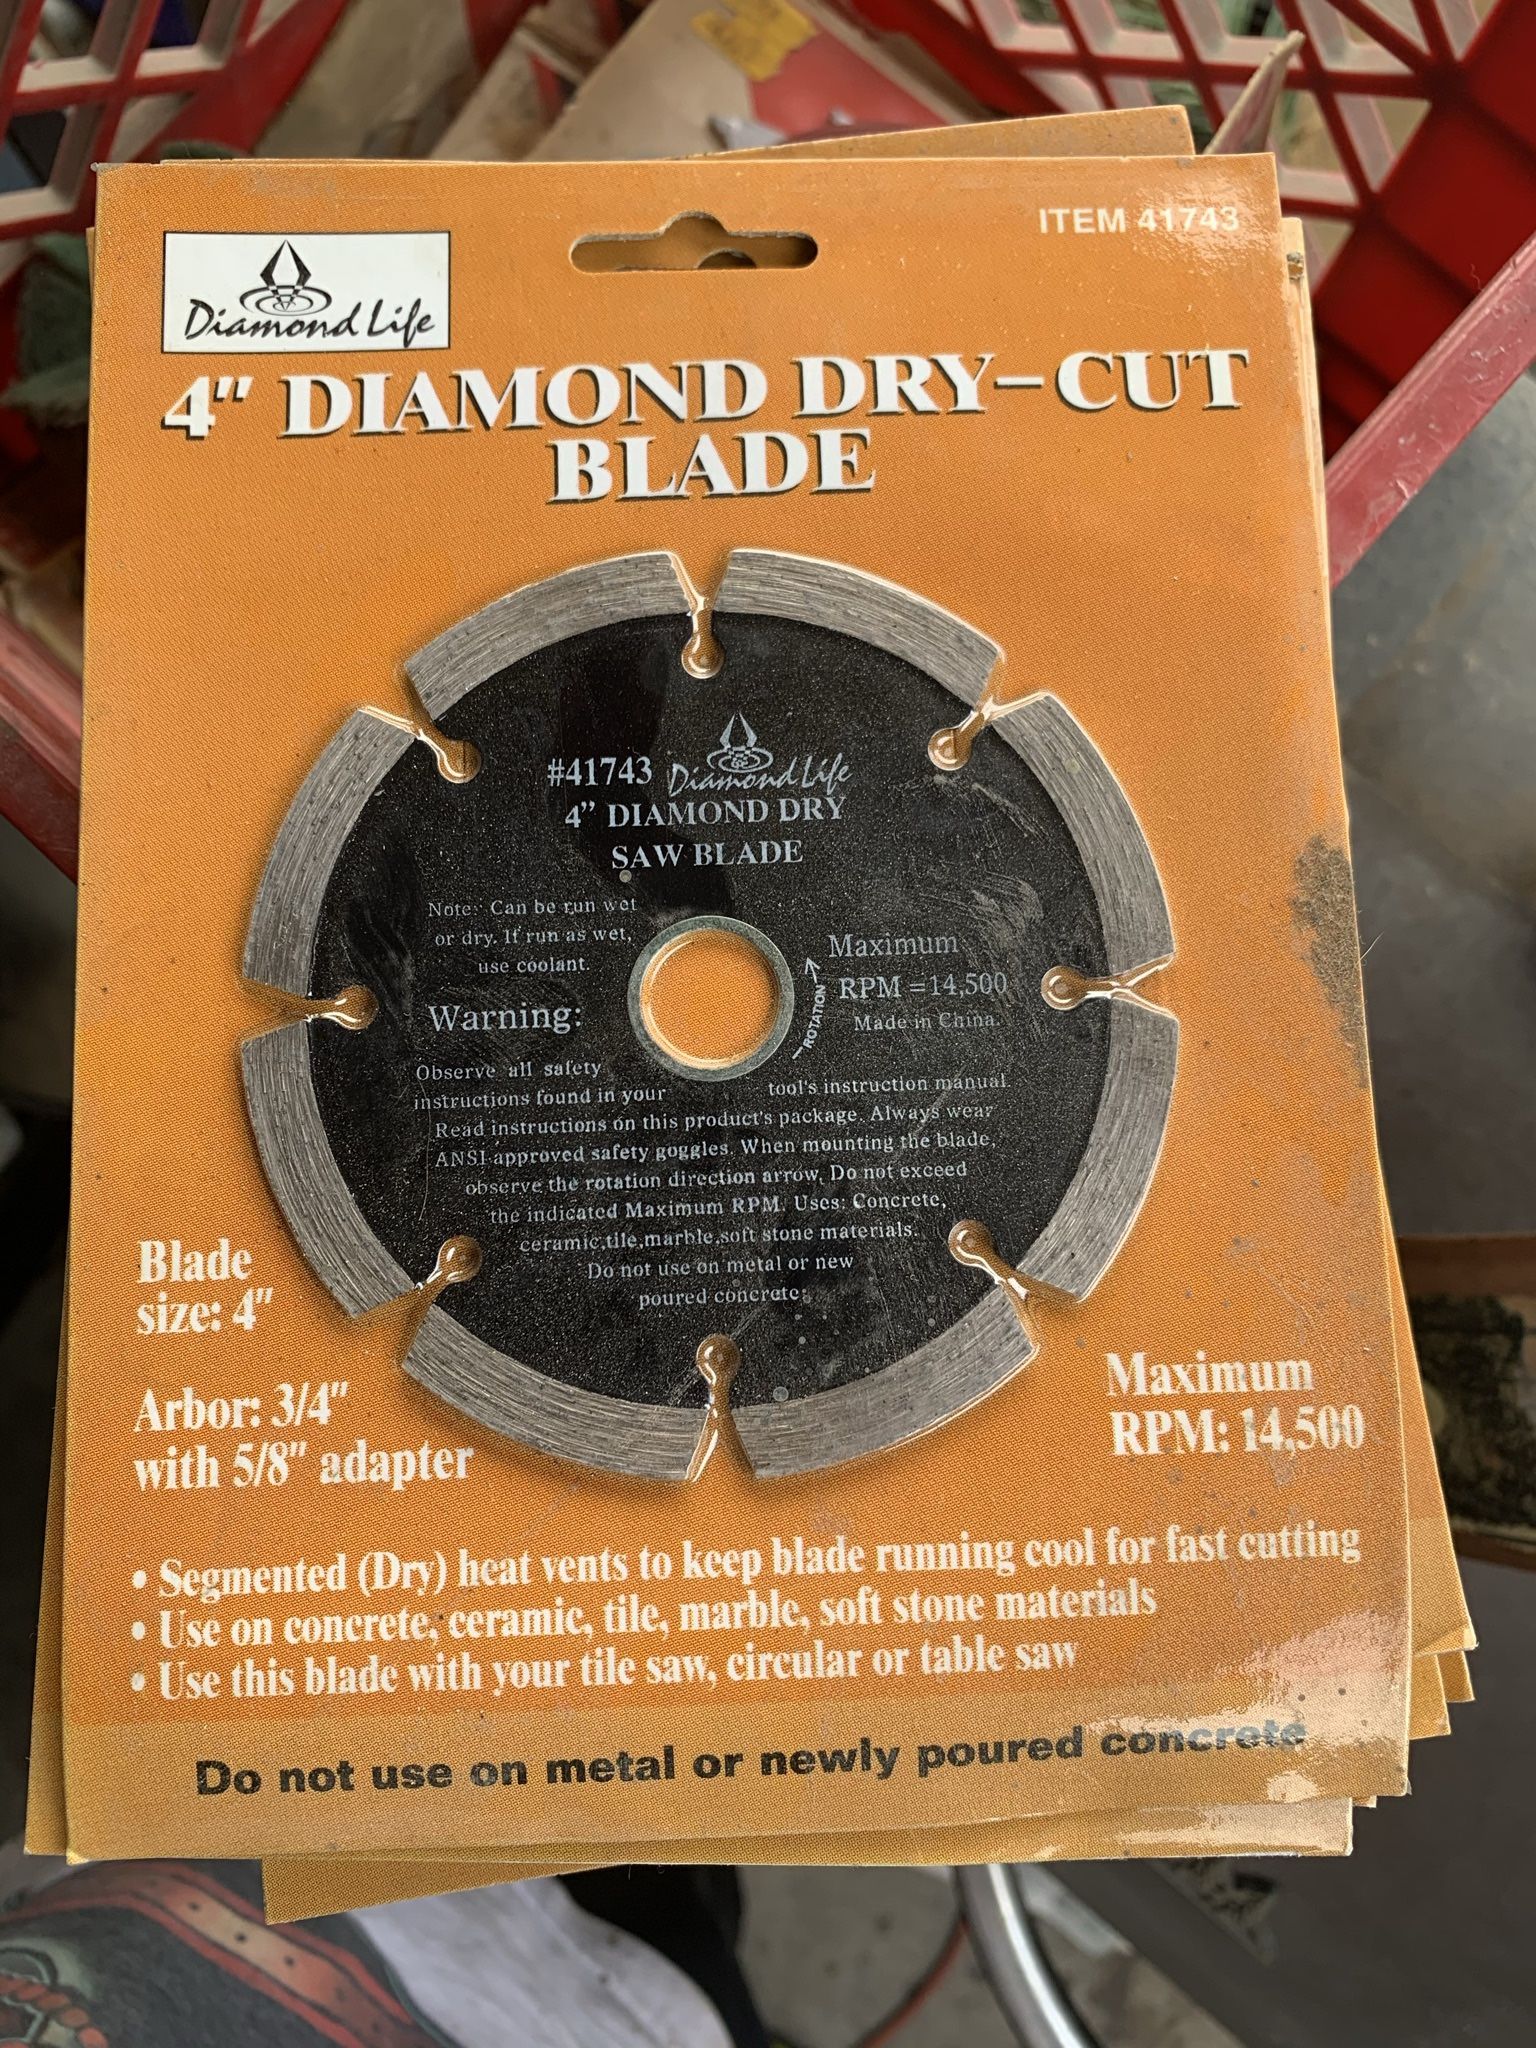 ITEM 41743
Diamond Life
4" DIAMOND DRY-CUT
BLADE
#41743 Diamond Life
4" DIAMOND DRY
SAW BLADE
Note: Can be run wet
or dry. If run as wet,
use coolant.
Maximum
RPM = 14,500
Made in China.
ROTATION
Warning:
Observe all safety
instructions found in your tool's instruction manual.
Read instructions on this product's package. Always wear
ANSI approved safety goggles. When mounting the blade,
observe the rotation direction arrow. Do not exceed
the indicated Maximum RPM. Uses: Concrete,
ceramic,tile,marble,soft stone materials.
Do not use on metal or new
poured concrete.
Blade
size: 4"
Arbor: 3/4"
with 5/8" adapter
Maximum
RPM: 14,500
• Segmented (Dry) heat vents to keep blade running cool for fast cutting
• Use on concrete, ceramic, tile, marble, soft stone materials
• Use this blade with your tile saw, circular or table saw
Do not use on metal or newly poured concrete